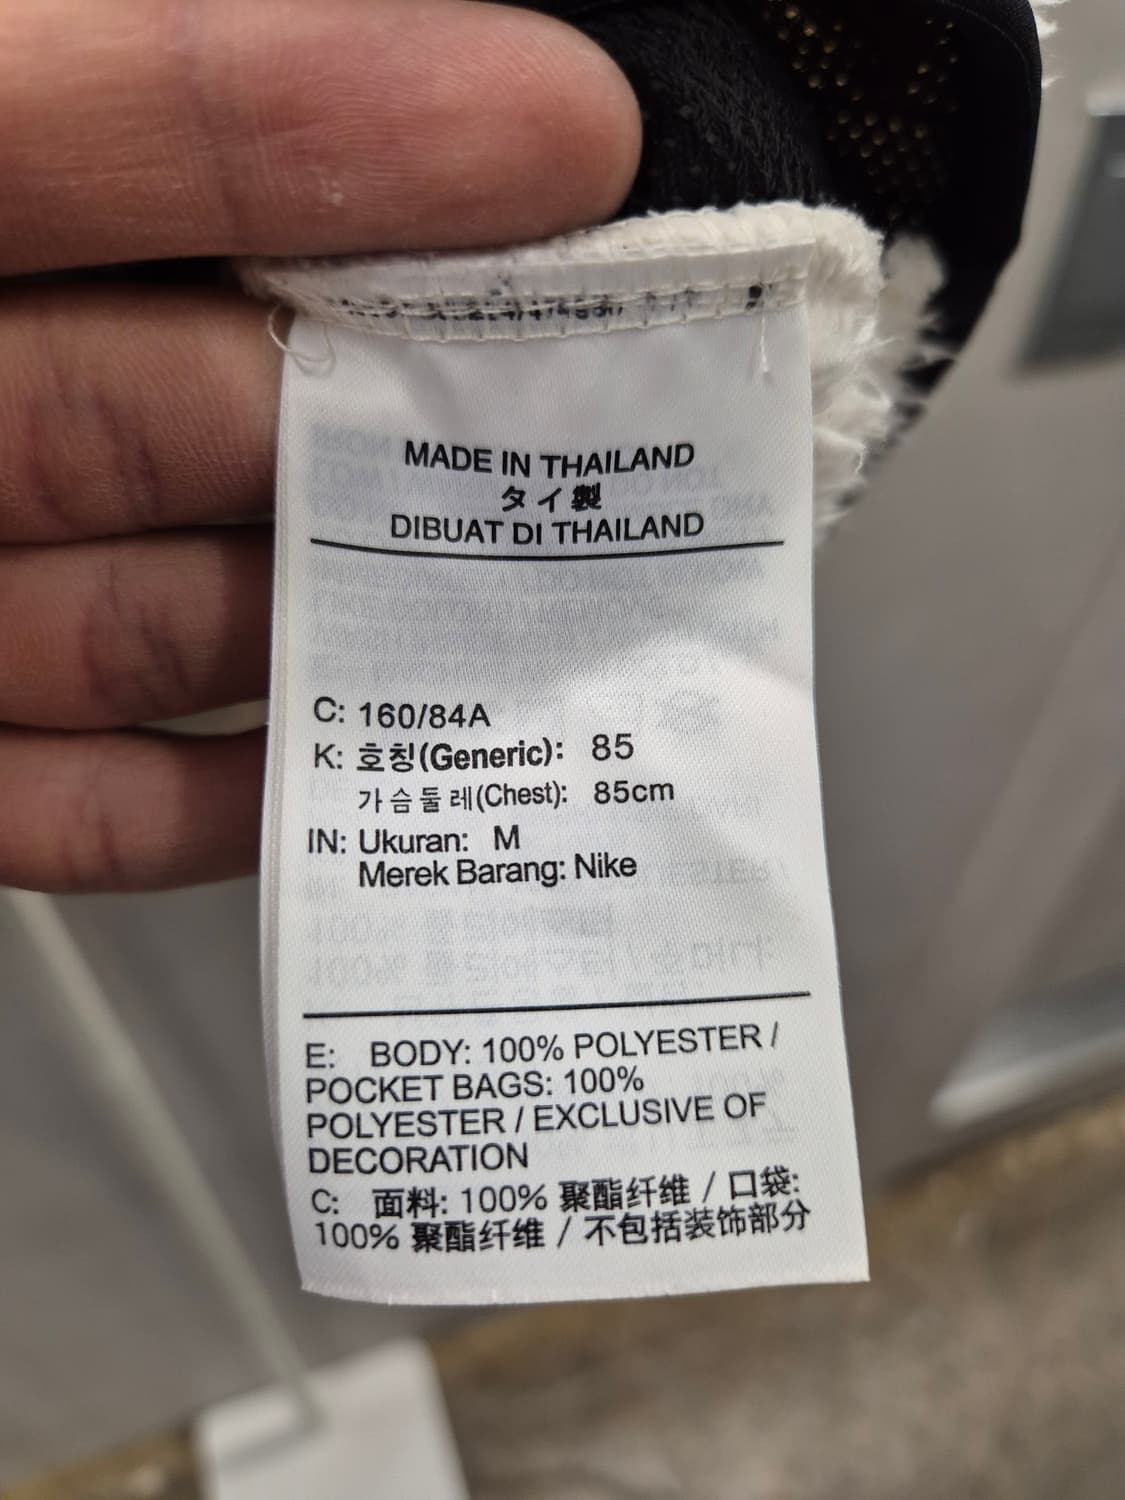 MADE IN THAILAND
タイ製
DIBUAT DI THAILAND
C: 160/84A
K: 호칭(Generic): 85
가슴둘레(Chest): 85cm
IN: Ukuran: M
Merek Barang: Nike
E: BODY: 100% POLYESTER /
POCKET BAGS: 100%
POLYESTER / EXCLUSIVE OF
DECORATION
C: 面料: 100% 聚酯纤维 / 口袋:
100% 聚酯纤维 / 不包括装饰部分